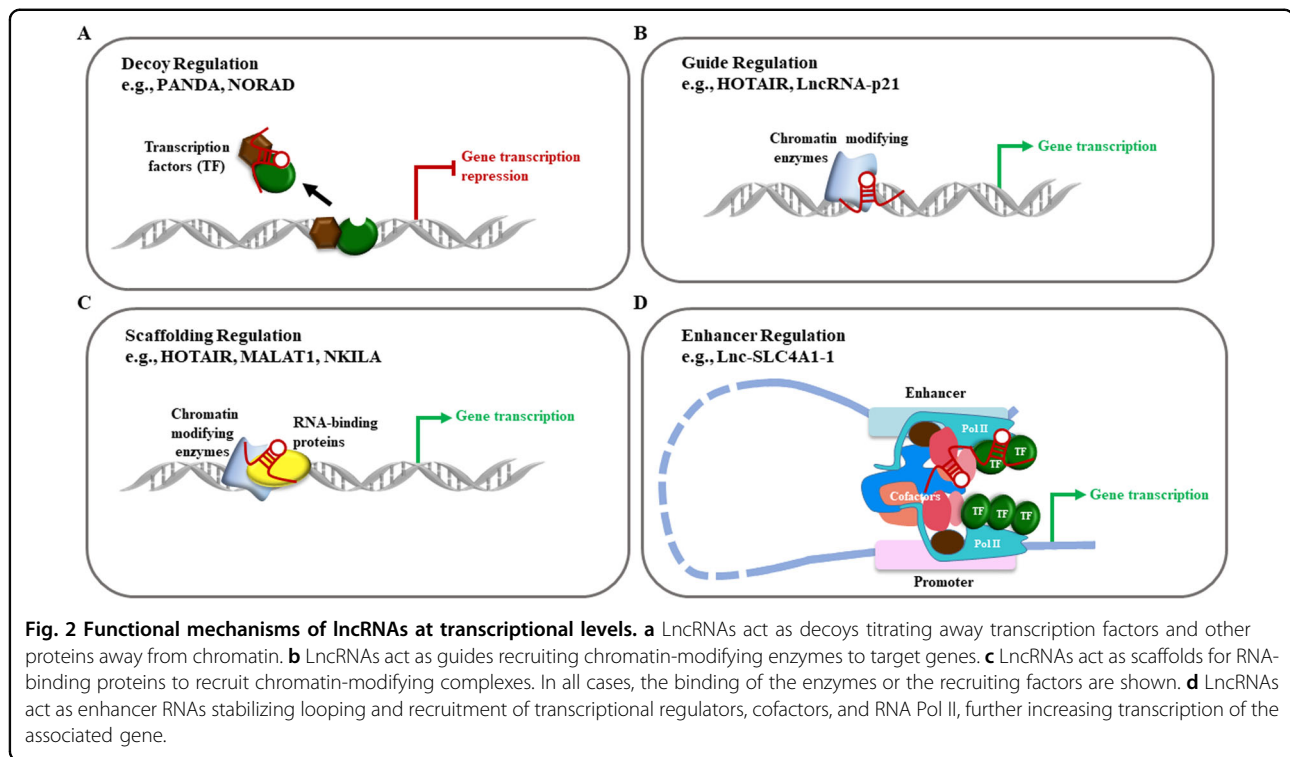 A
Decoy Regulation
e.g., PANDA, NORAD
Transcription
factors (TF)
Gene transcription
repression
B
Guide Regulation
e.g., HOTAIR, LncRNA-p21
Chromatin modifying
enzymes
Gene transcription
C
Scaffolding Regulation
e.g., HOTAIR, MALAT1, NKILA
Chromatin
modifying
enzymes
RNA-binding
proteins
Gene transcription
D
Enhancer Regulation
e.g., Lnc-SLC4A1-1
Enhancer
Pol II
TF
TF
Cofactors
TF
TF
TF
Pol II
Gene transcription
Promoter
Fig. 2 Functional mechanisms of lncRNAs at transcriptional levels. a LncRNAs act as decoys titrating away transcription factors and other
proteins away from chromatin. b LncRNAs act as guides recruiting chromatin-modifying enzymes to target genes. c LncRNAs act as scaffolds for RNA-
binding proteins to recruit chromatin-modifying complexes. In all cases, the binding of the enzymes or the recruiting factors are shown. d LncRNAs
act as enhancer RNAs stabilizing looping and recruitment of transcriptional regulators, cofactors, and RNA Pol II, further increasing transcription of the
associated gene.